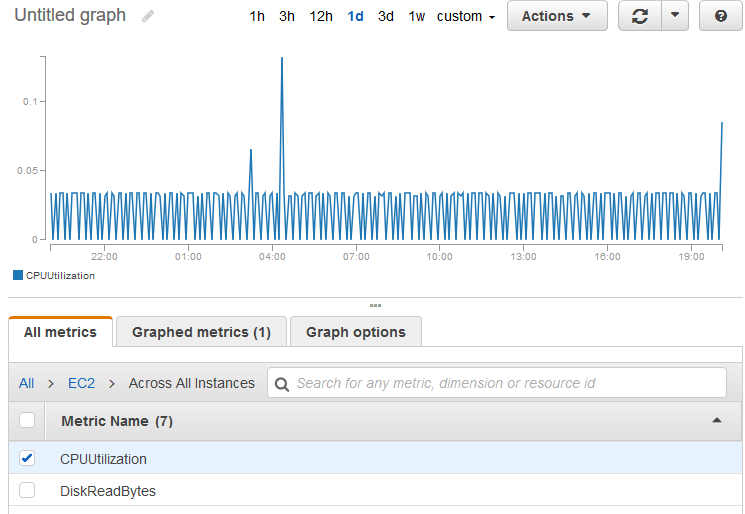 Untitled graph 1h 3h 12h 1d 3d 1w custom Actions ?
0.1
0.05
0
22:00 01:00 04:00 07:00 10:00 13:00 16:00 19:00
CPUUtilization
All metrics Graphed metrics (1) Graph options
All > EC2 > Across All Instances Search for any metric, dimension or resource id
Metric Name (7)
CPUUtilization
DiskReadBytes